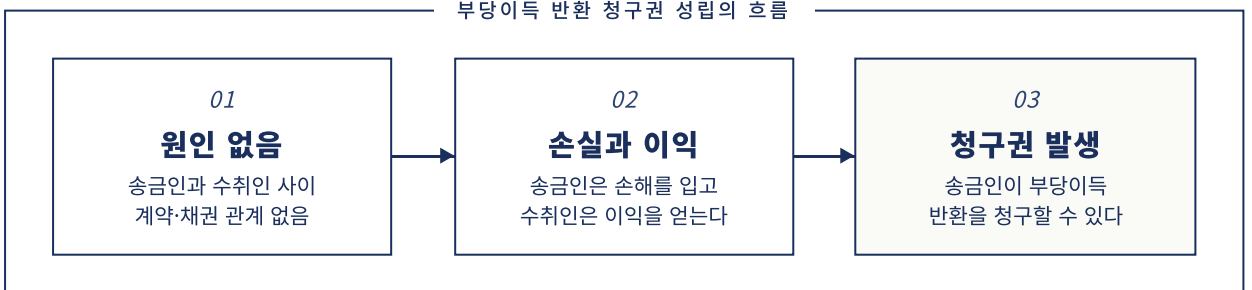 부당이득 반환 청구권 성립의 흐름
01
원인 없음
송금인과 수취인 사이
계약·채권 관계 없음
02
손실과 이익
송금인은 손해를 입고
수취인은 이익을 얻는다
03
청구권 발생
송금인이 부당이득
반환을 청구할 수 있다